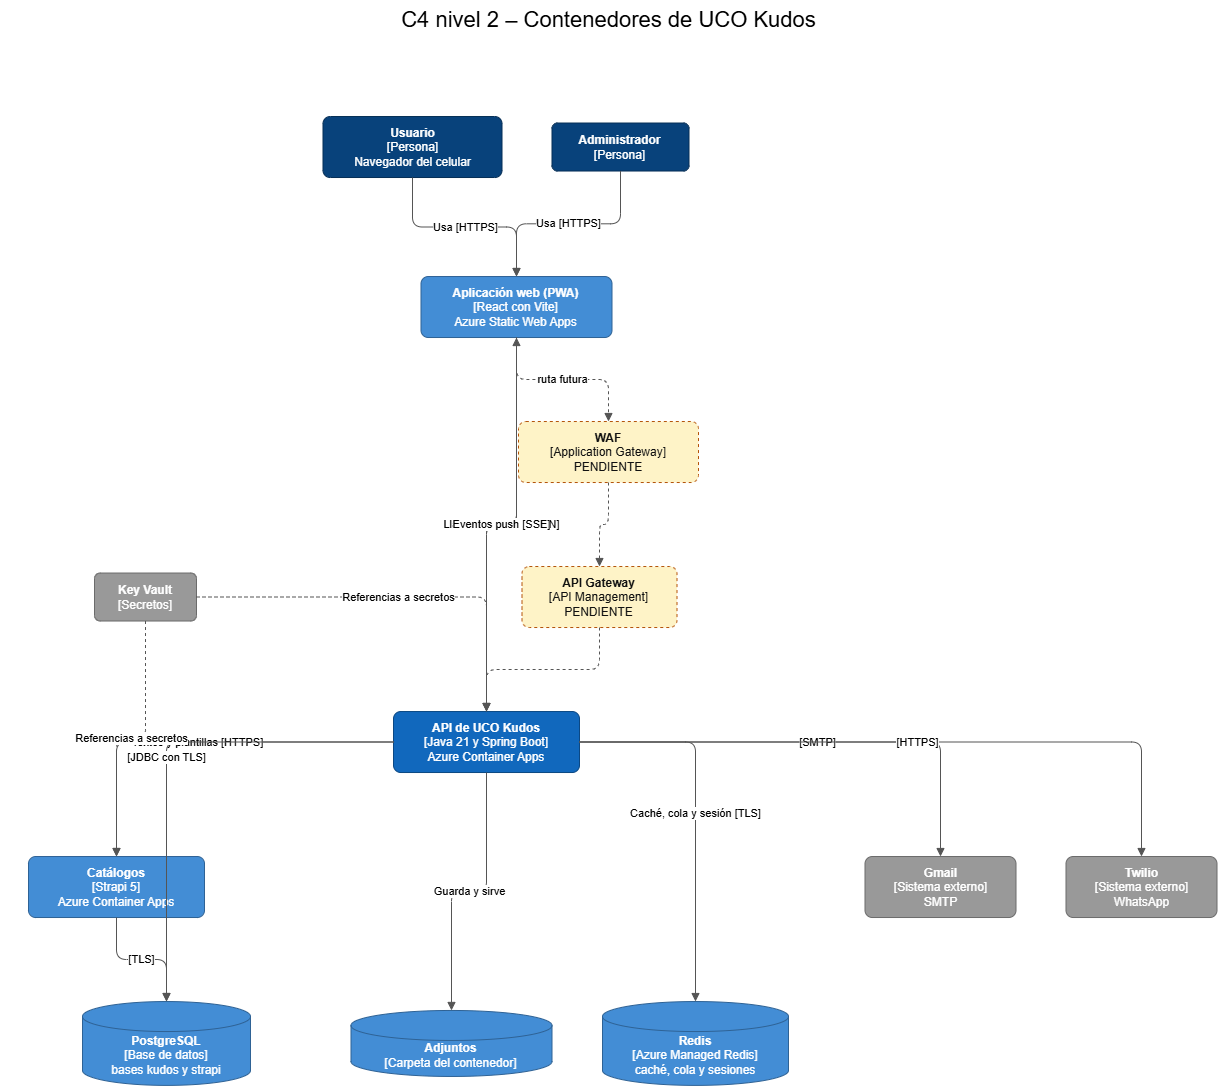 C4 nivel 2 – Contenedores de UCO Kudos
Usuario
[Persona]
Navegador del celular
Administrador
[Persona]
Usa [HTTPS]
Usa [HTTPS]
Aplicación web (PWA)
[React con Vite]
Azure Static Web Apps
ruta futura
WAF
[Application Gateway]
PENDIENTE
Eventos push [SSE]
Key Vault
[Secretos]
Referencias a secretos
API Gateway
[API Management]
PENDIENTE
API de UCO Kudos
[Java 21 y Spring Boot]
Azure Container Apps
Referencias a secretos
plantillas [HTTPS]
[JDBC con TLS]
[SMTP]
[HTTPS]
Caché, cola y sesión [TLS]
Catálogos
[Strapi 5]
Azure Container Apps
Guarda y sirve
Gmail
[Sistema externo]
SMTP
Twilio
[Sistema externo]
WhatsApp
[TLS]
PostgreSQL
[Base de datos]
bases kudos y strapi
Adjuntos
[Carpeta del contenedor]
Redis
[Azure Managed Redis]
caché, cola y sesiones